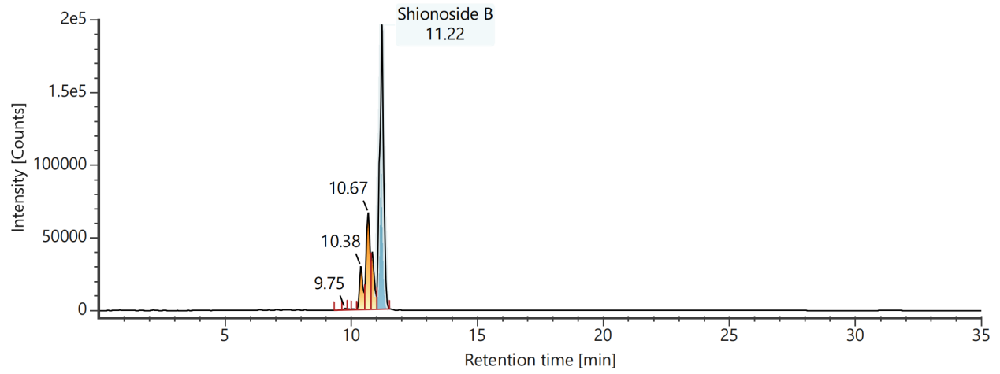 Shionoside B
11.22
2e5
1.5e5
100000
50000
0
10.67
10.38
9.75
5
10
15
20
25
30
35
Intensity [Counts]
Retention time [min]